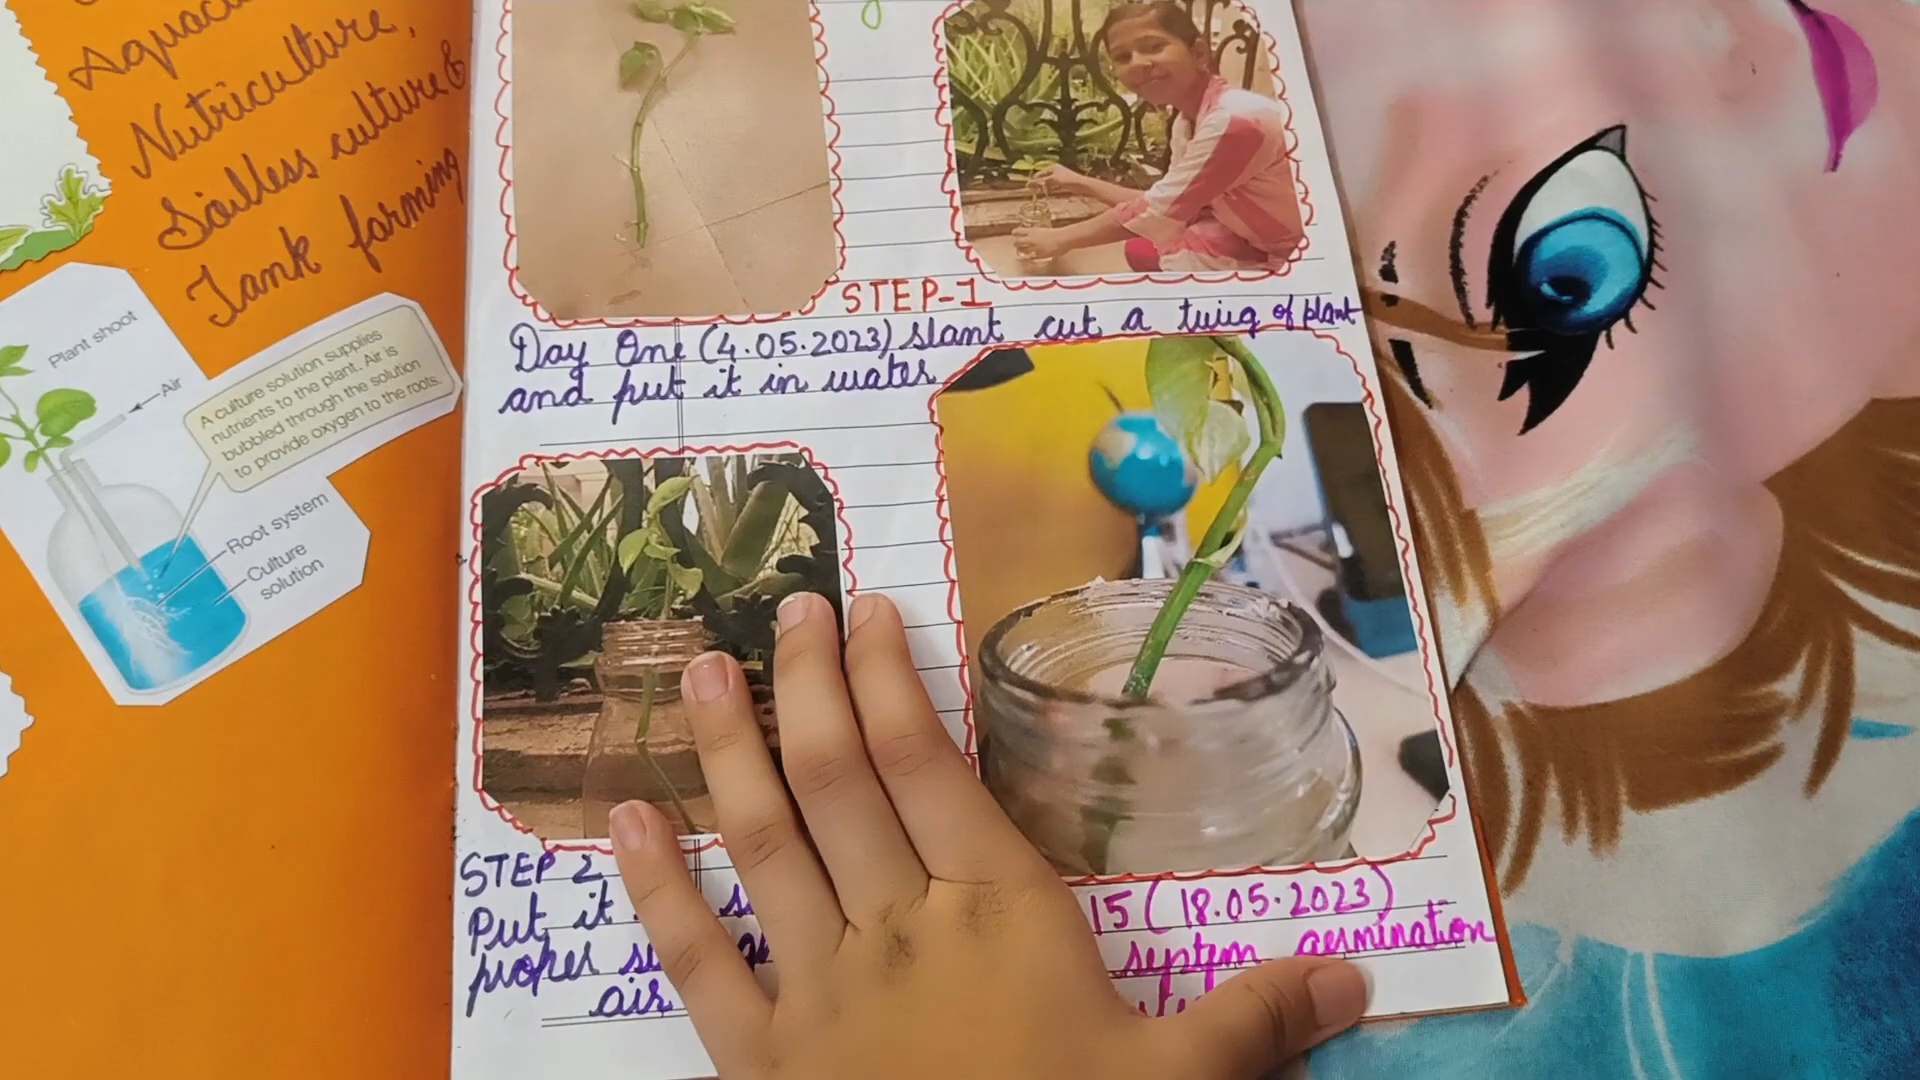 Nutriculture,
Soilless culture &
Tank farming
Plant shoot
Air
A culture solution supplies
nutrients to the plant. Air is
bubbled through the solution
to provide oxygen to the roots.
Root system
Culture
solution
STEP-1
Day One (4.05.2023) slant cut a twig of plant
and put it in water
STEP 2
Put it
proper
air
15 (18.05.2023)
system germination